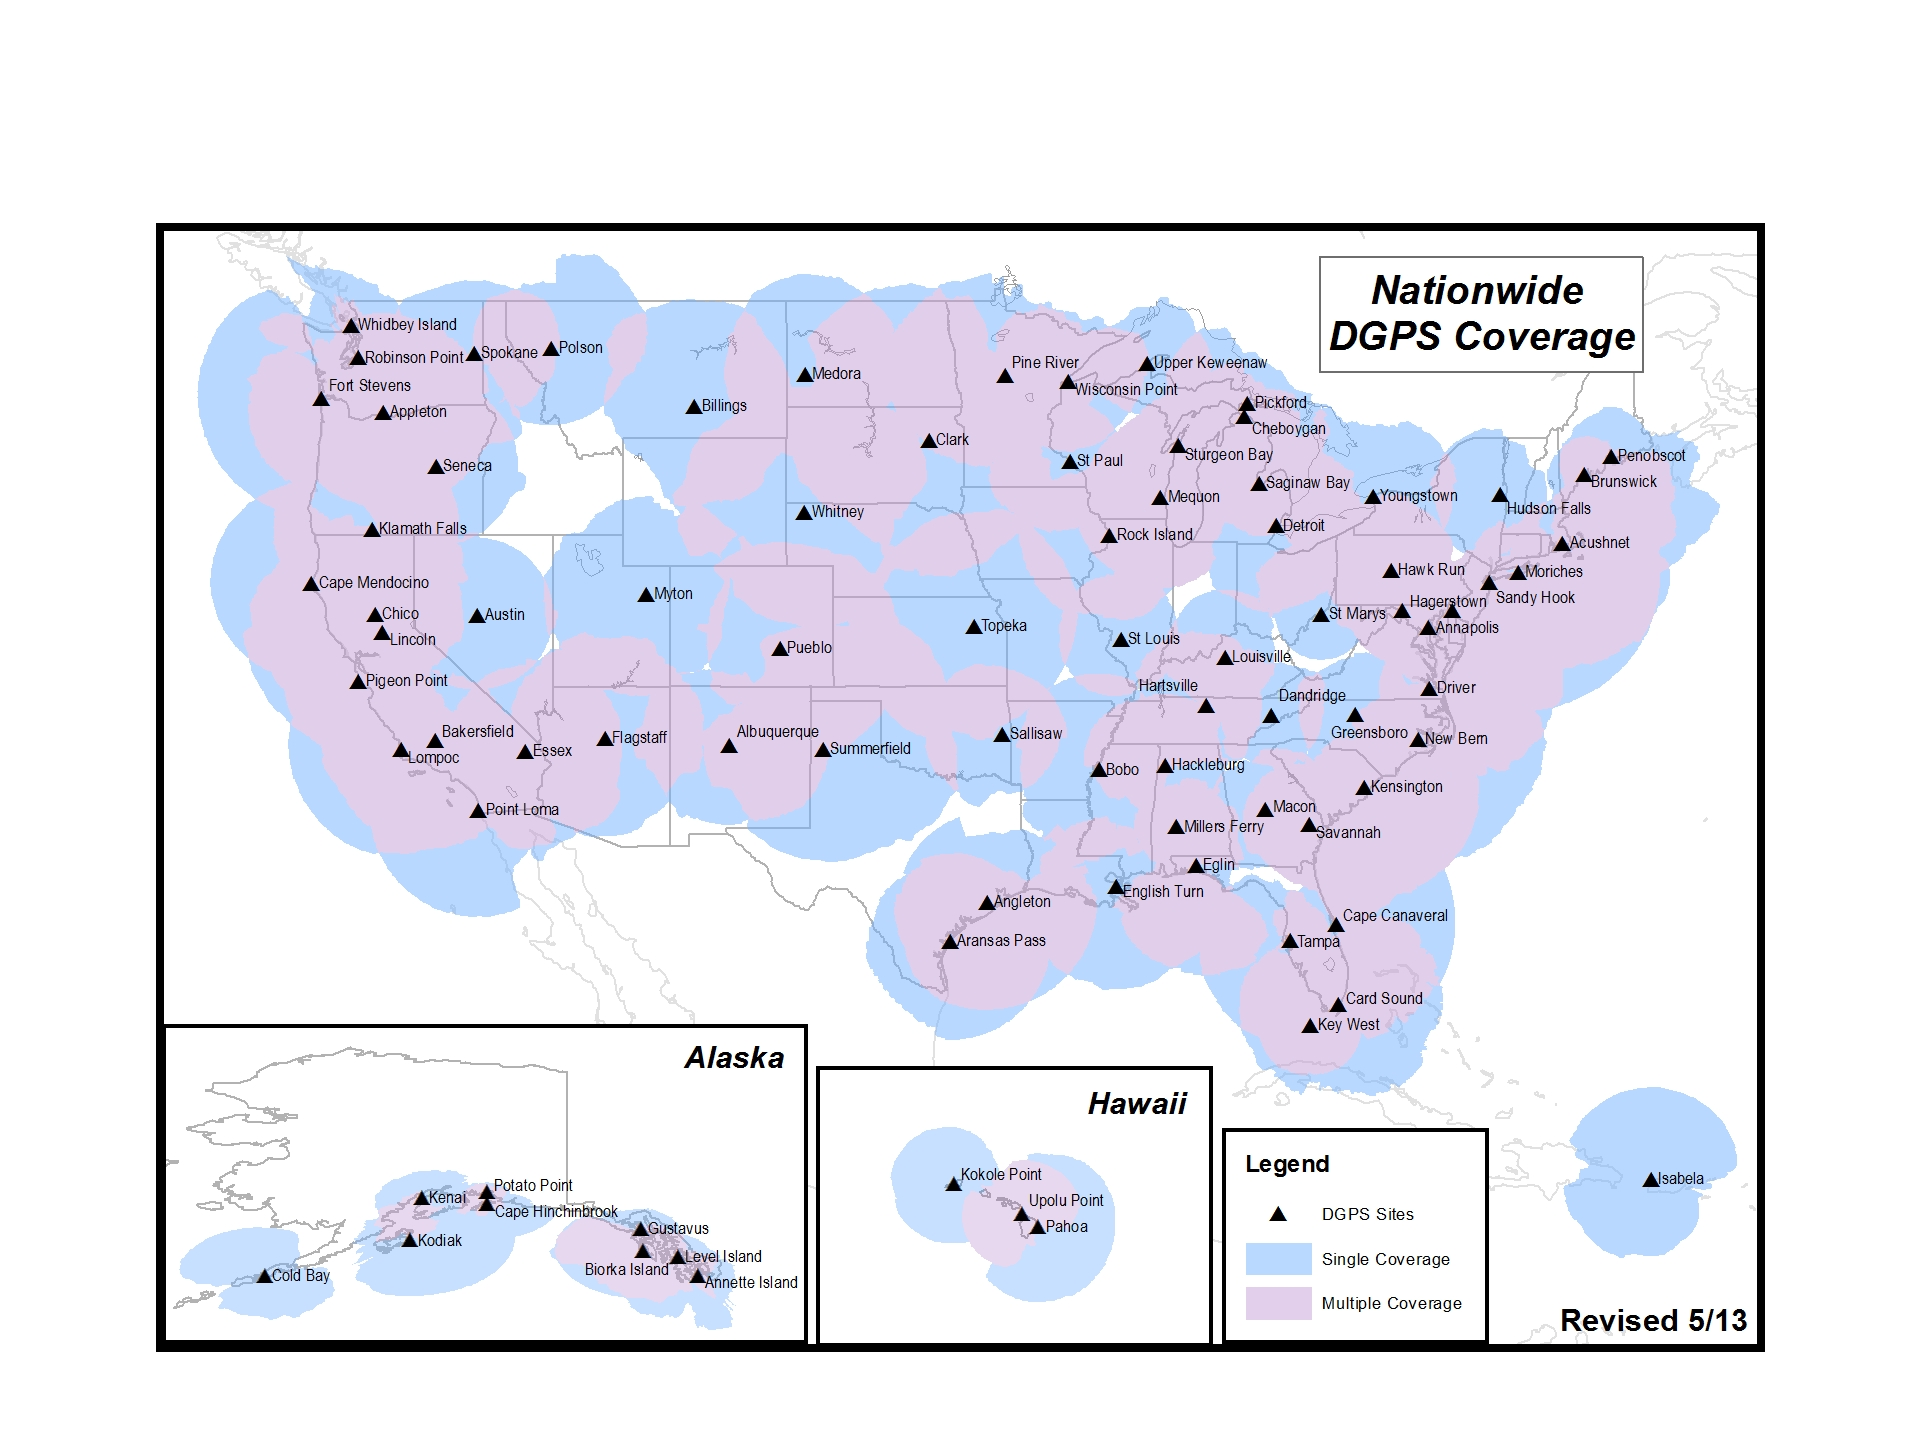 Nationwide
DGPS Coverage
Whidbey Island
Robinson Point
Spokane
Polson
Fort Stevens
Appleton
Seneca
Klamath Falls
Billings
Medora
Clark
Whitney
Pine River
Wisconsin Point
Upper Keweenaw
Pickford
Cheboygan
St Paul
Sturgeon Bay
Mequon
Saginaw Bay
Rock Island
Detroit
Youngstown
Hudson Falls
Penobscot
Brunswick
Acushnet
Moriches
Sandy Hook
Hawk Run
Hagerstown
Annapolis
St Marys
Cape Mendocino
Chico
Lincoln
Austin
Myton
Pueblo
Topeka
St Louis
Louisville
Pigeon Point
Hartsville
Dandridge
Driver
Greensboro
New Bern
Bakersfield
Lompoc
Essex
Flagstaff
Albuquerque
Summerfield
Sallisaw
Bobo
Hackleburg
Kensington
Point Loma
Millers Ferry
Macon
Savannah
Eglin
English Turn
Angleton
Aransas Pass
Cape Canaveral
Tampa
Card Sound
Key West
Isabela
Alaska
Kenai
Potato Point
Cape Hinchinbrook
Kodiak
Cold Bay
Gustavus
Biorka Island
Level Island
Annette Island
Hawaii
Kokole Point
Upolu Point
Pahoa
Legend
DGPS Sites
Single Coverage
Multiple Coverage
Revised 5/13